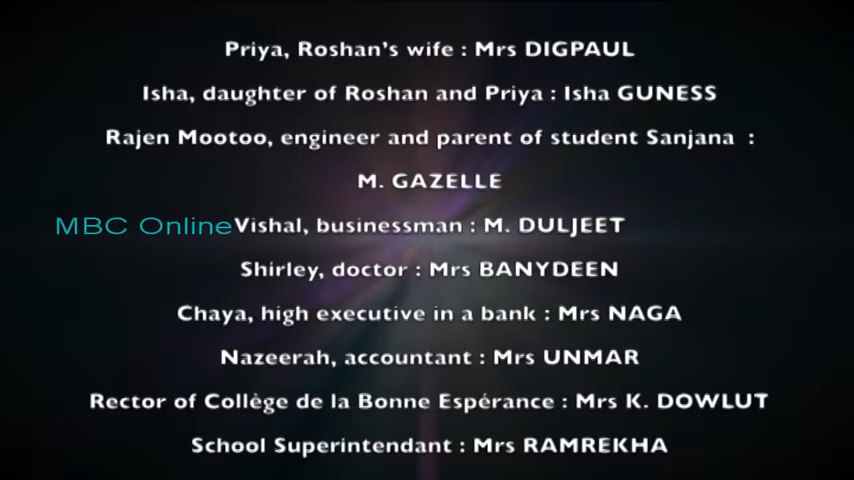 Priya, Roshan's wife : Mrs DIGPAUL
Isha, daughter of Roshan and Priya : Isha GUNESS
Rajen Mootoo, engineer and parent of student Sanjana :
M. GAZELLE
MBC Online Vishal, businessman : M. DULJEET
Shirley, doctor : Mrs BANYDEEN
Chaya, high executive in a bank : Mrs NAGA
Nazeerah, accountant : Mrs UNMAR
Rector of Collège de la Bonne Espérance : Mrs K. DOWLUT
School Superintendant : Mrs RAMREKHA